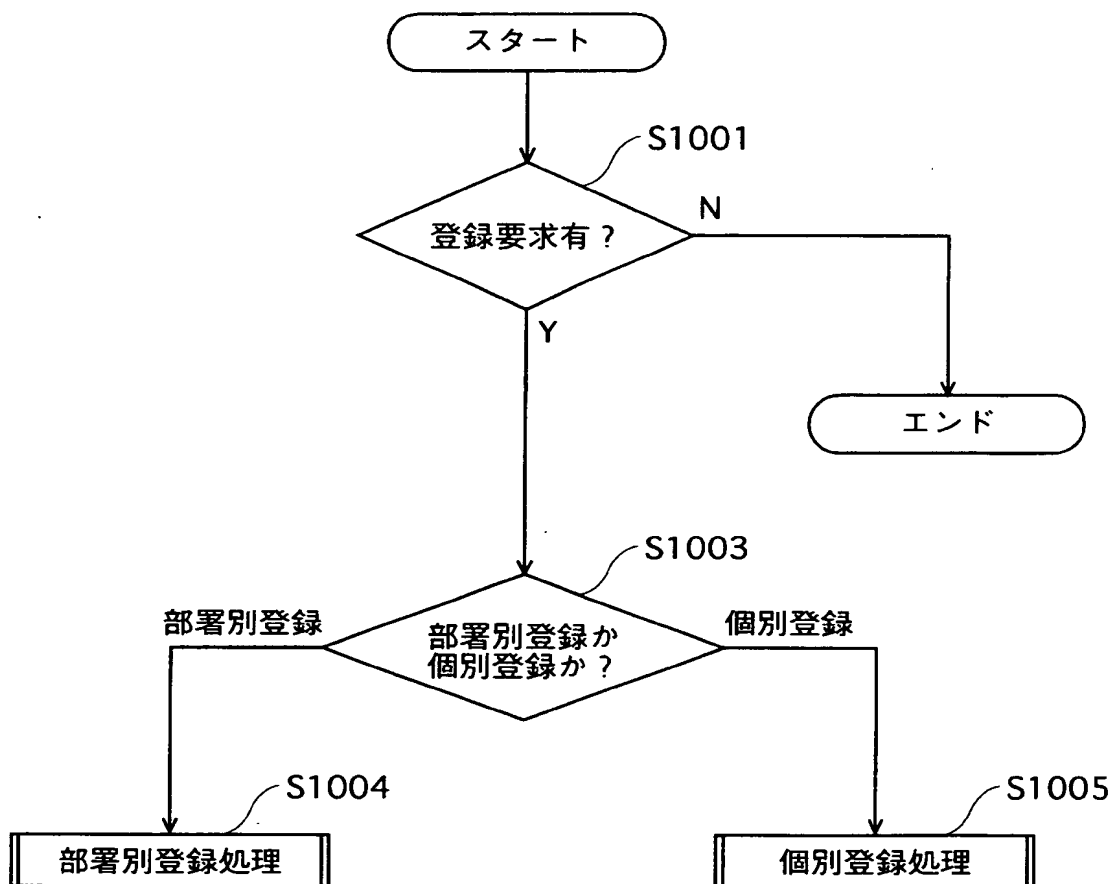 スタート
S1001
登録要求有?
N
Y
エンド
S1003
部署別登録
部署別登録か
個別登録か?
個別登録
S1004
部署別登録処理
S1005
個別登録処理